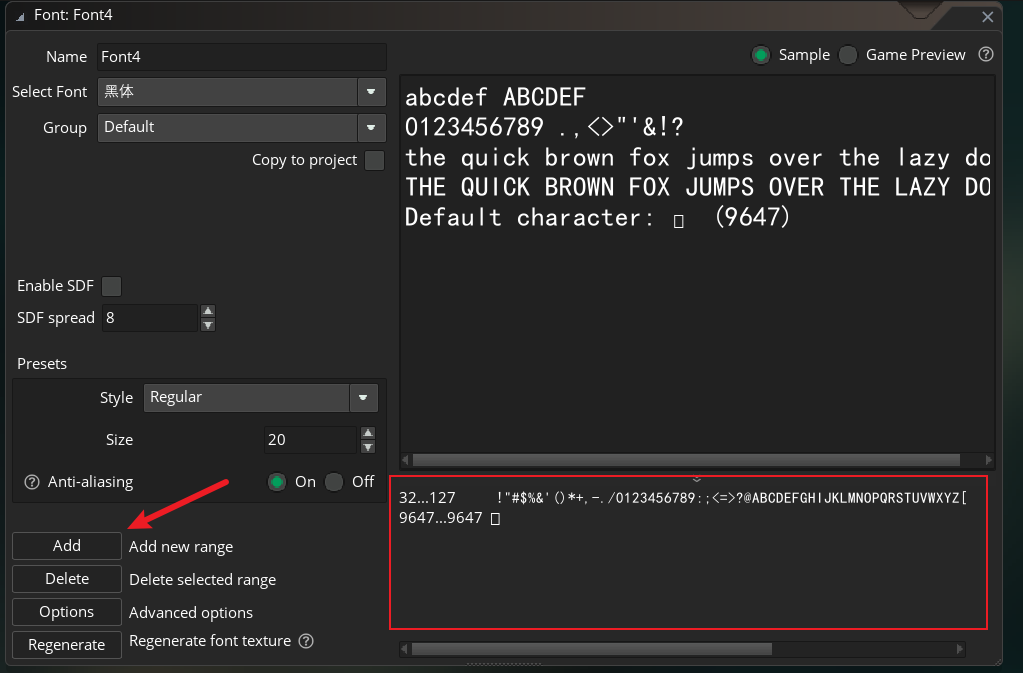 Font: Font4
Name Font4
Select Font 黑体
Group Default
Copy to project
Enable SDF
SDF spread 8
Presets
Style Regular
Size 20
Anti-aliasing On Off
Add Add new range
Delete Delete selected range
Options Advanced options
Regenerate Regenerate font texture ?
Sample Game Preview ?
abcdef ABCDEF
0123456789 .,<>"'&!?
the quick brown fox jumps over the lazy do
THE QUICK BROWN FOX JUMPS OVER THE LAZY DO
Default character: ▯ (9647)
32...127 !"#$%&'()*+,-./0123456789:;<=>?@ABCDEFGHIJKLMNOPQRSTUVWXYZ[
9647...9647 ▯